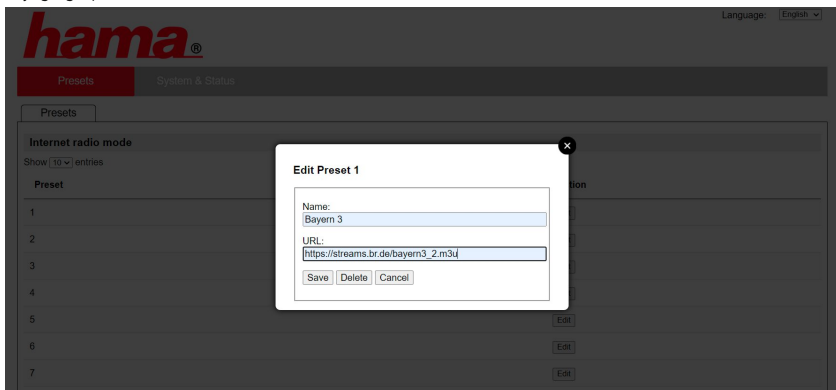 Language: English
hama®
Presets System & Status
Presets
Internet radio mode
Show 10 entries
Preset
1
2
3
4
5 Edit
6 Edit
7 Edit
Edit Preset 1
Name:
Bayern 3
URL:
https://streams.br.de/bayern3_2.m3u
Save Delete Cancel